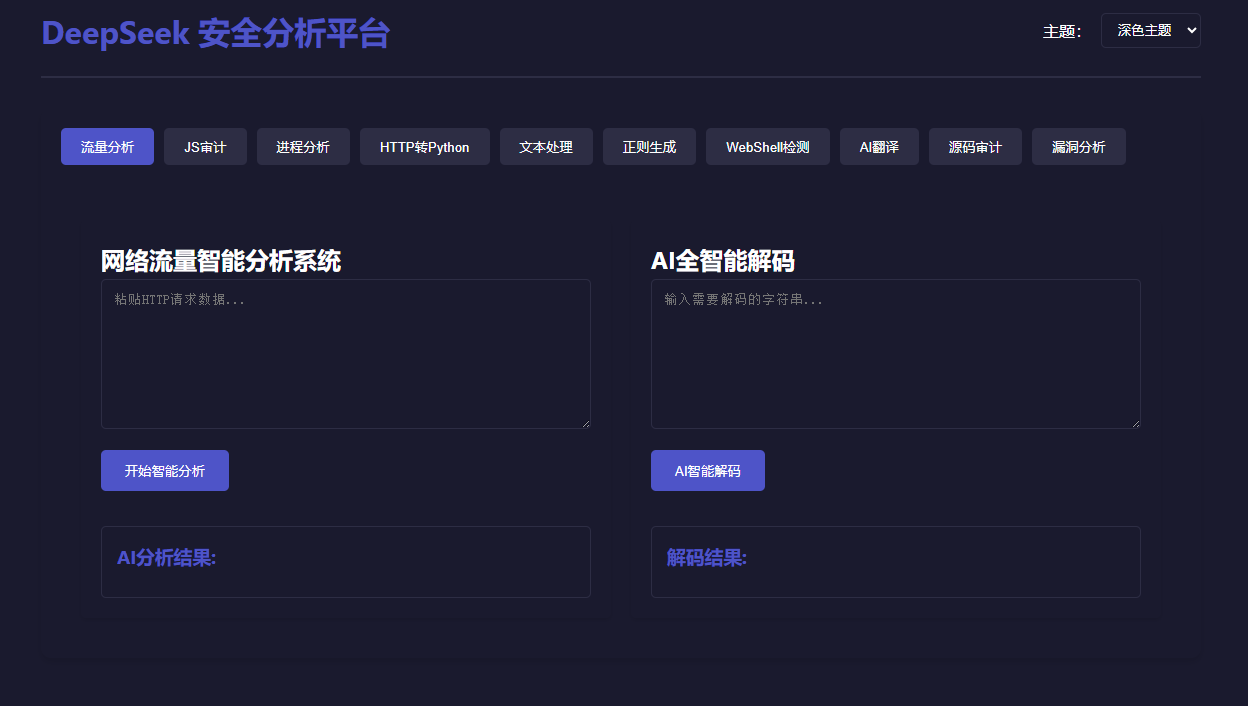 DeepSeek 安全分析平台
主题：
深色主题
流量分析 JS审计 进程分析 HTTP转Python 文本处理 正则生成 WebShell检测 AI翻译 源码审计 漏洞分析
网络流量智能分析系统
粘贴HTTP请求数据...
开始智能分析
AI分析结果:
AI全智能解码
输入需要解码的字符串...
AI智能解码
解码结果: